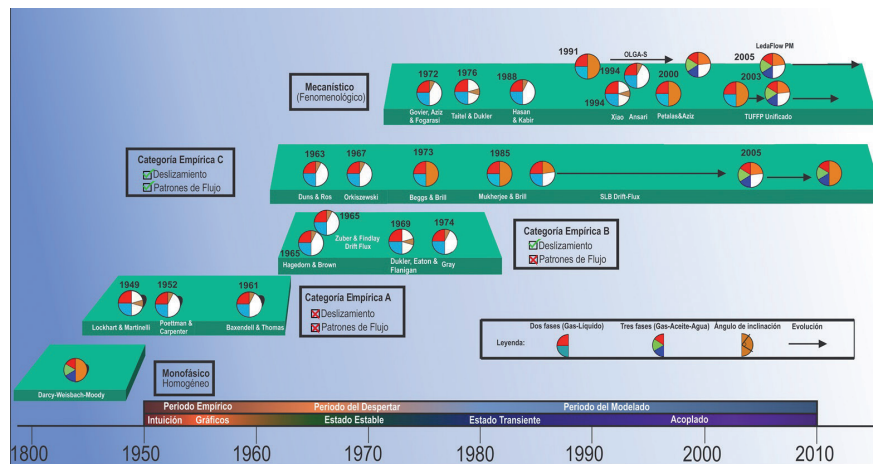 1991
OLGA-S
2005
LedaFlow PM
Mecanístico
(Fenomenológico)
1972
1976
1988
1994
1994
2000
2003
Govier, Aziz
& Fogarasi
Taitel & Dukler
Hasan
& Kabir
Xiao
Ansari
Petalas&Aziz
TUFFP Unificado
Categoría Empírica C
Deslizamiento
Patrones de Flujo
1963
1967
1973
1985
2005
Duns & Ros
Orkiszewski
Beggs & Brill
Mukherjee & Brill
SLB Drift-Flux
1965
1965
Zuber & Findlay
Drift Flux
1969
1974
Hagedorn & Brown
Dukler, Eaton &
Flanigan
Gray
Categoría Empírica B
Deslizamiento
Patrones de Flujo
1949
1952
1961
Lockhart & Martinelli
Poettman &
Carpenter
Baxendell & Thomas
Categoría Empírica A
Deslizamiento
Patrones de Flujo
Dos fases (Gas-Líquido)
Tres fases (Gas-Aceite-Agua)
Ángulo de inclinación
Evolución
Leyenda:
Darcy-Weisbach-Moody
Monofásico
Homogéneo
Periodo Empírico
Periodo del Despertar
Periodo del Modelado
Intuición
Gráficos
Estado Estable
Estado Transiente
Acoplado
1800
1950
1960
1970
1980
1990
2000
2010